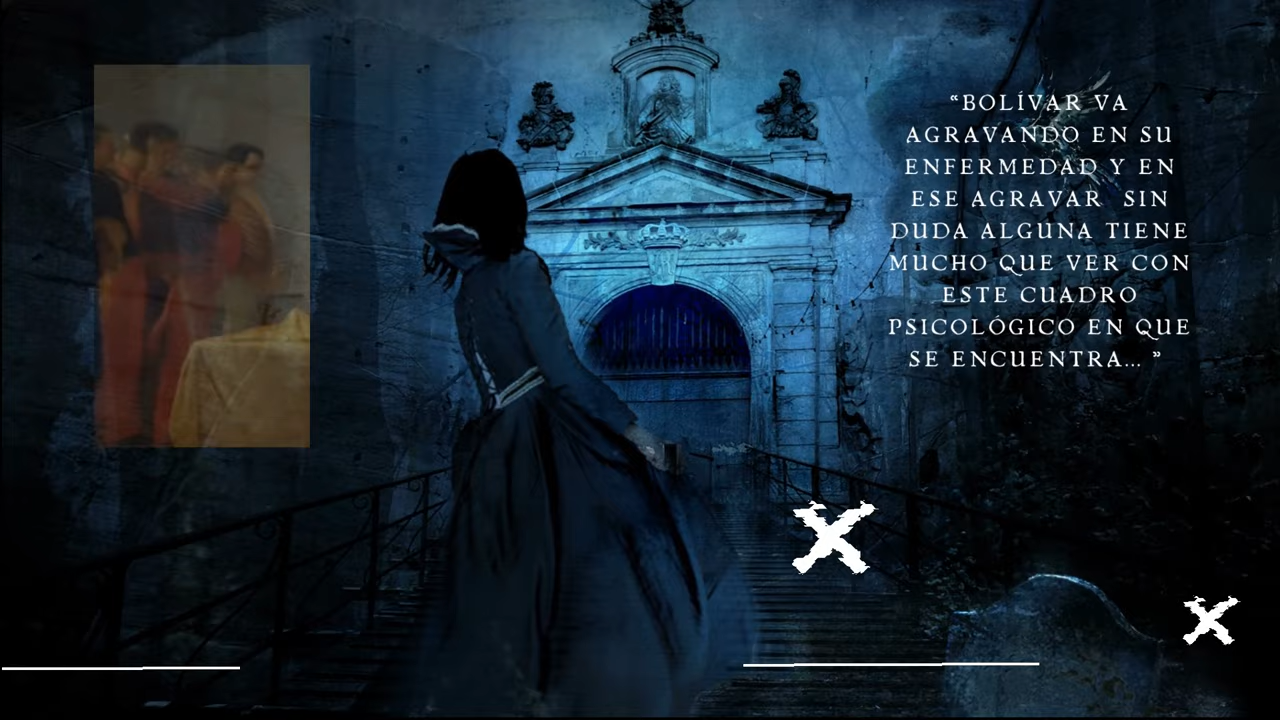 “BOLÍVAR VA
AGRAVANDO EN SU
ENFERMEDAD Y EN
ESE AGRAVAR SIN
DUDA ALGUNA TIENE
MUCHO QUE VER CON
ESTE CUADRO
PSICOLÓGICO EN QUE
SE ENCUENTRA... ”